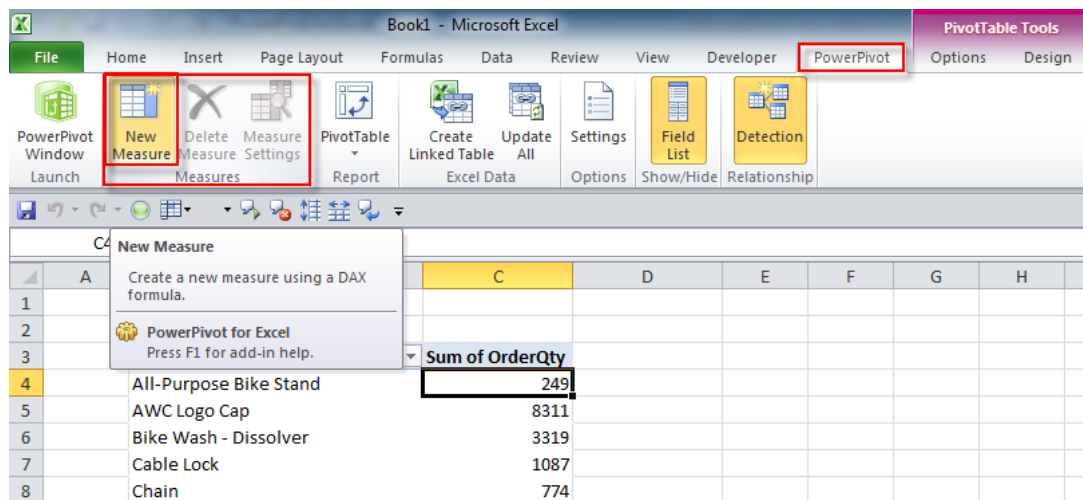 Book1 - Microsoft Excel
PivotTable Tools
File Home Insert Page Layout Formulas Data Review View Developer PowerPivot Options Design
PowerPivot Window
New Measure
Delete Measure
Measure Settings
PivotTable
Create Linked Table
Update All
Settings
Field List
Detection
Launch Measures Report Excel Data Options Show/Hide Relationship
C4
New Measure
Create a new measure using a DAX
formula.
PowerPivot for Excel
Press F1 for add-in help.
A C D E F G H
1
2
3 Sum of OrderQty
4 All-Purpose Bike Stand 249
5 AWC Logo Cap 8311
6 Bike Wash - Dissolver 3319
7 Cable Lock 1087
8 Chain 774